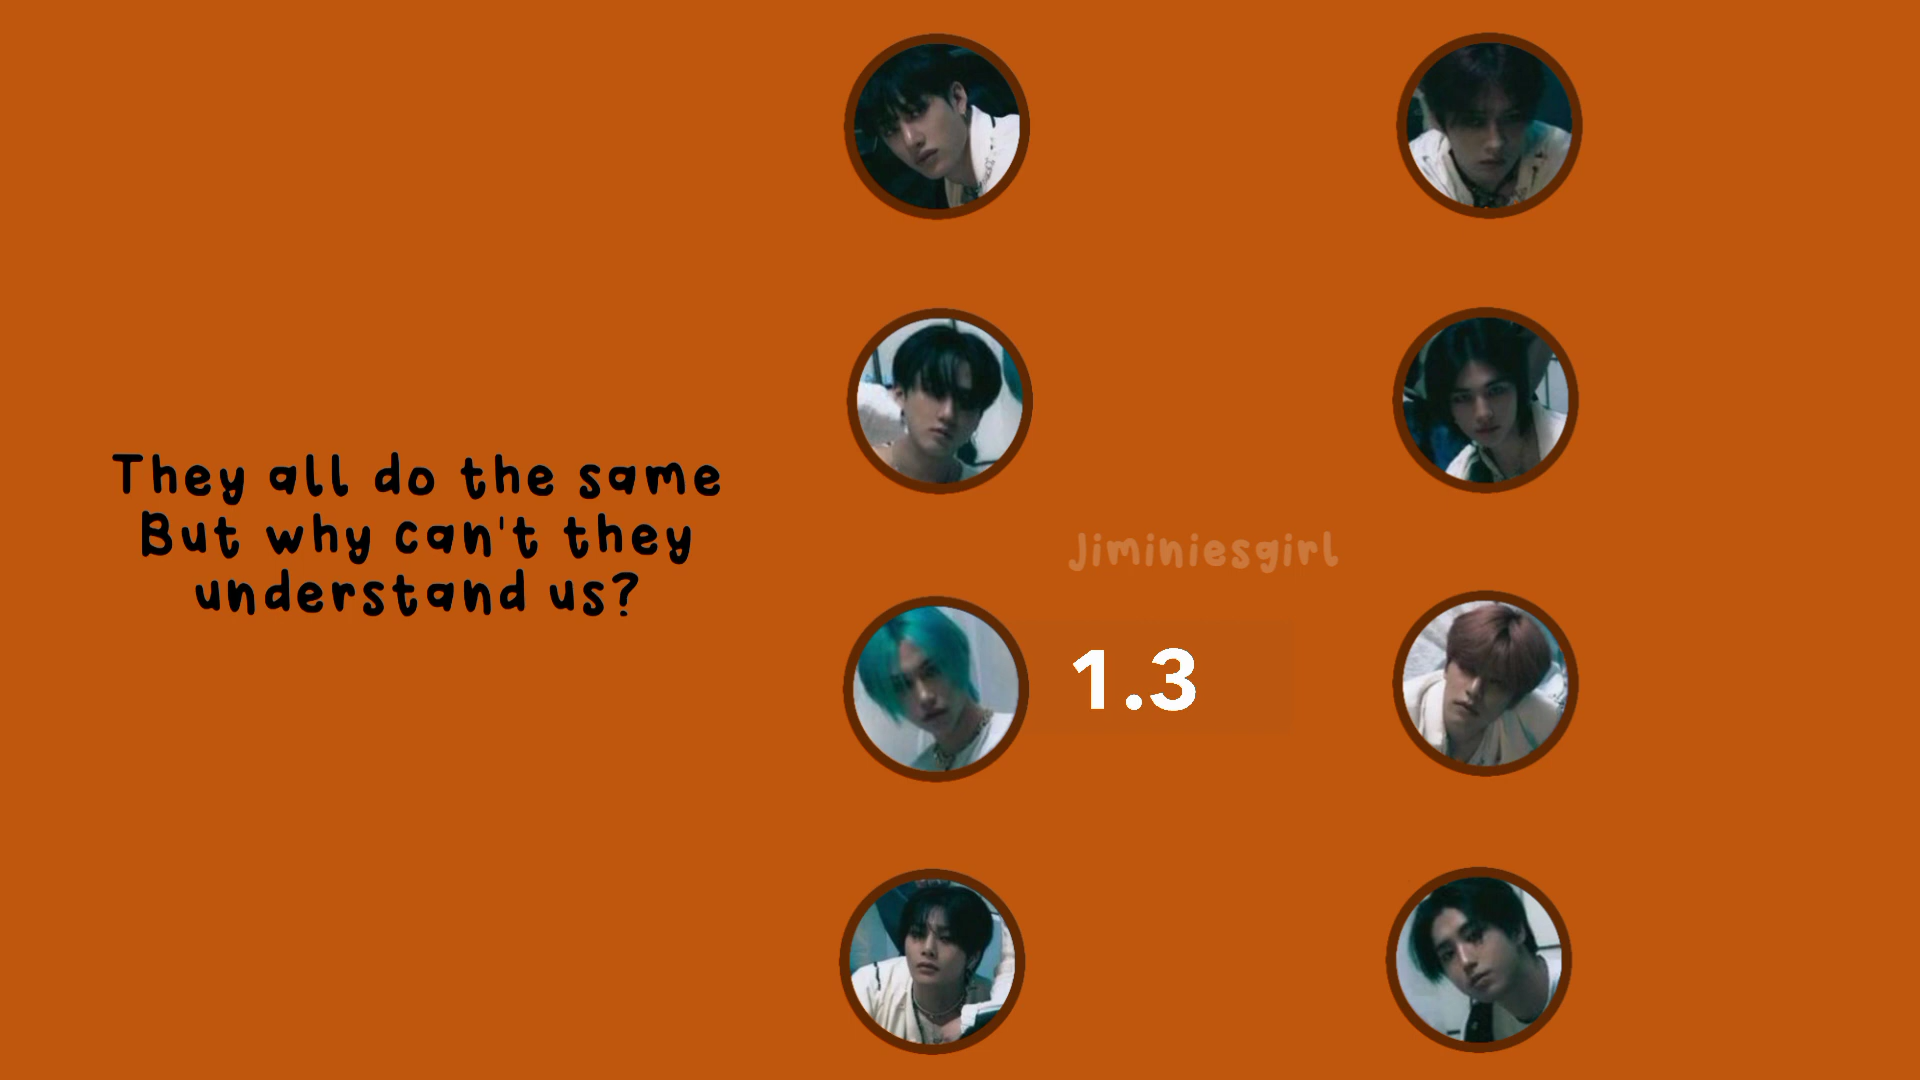 They all do the same
But why can't they
understand us?
Jiminiesgirl
1.3